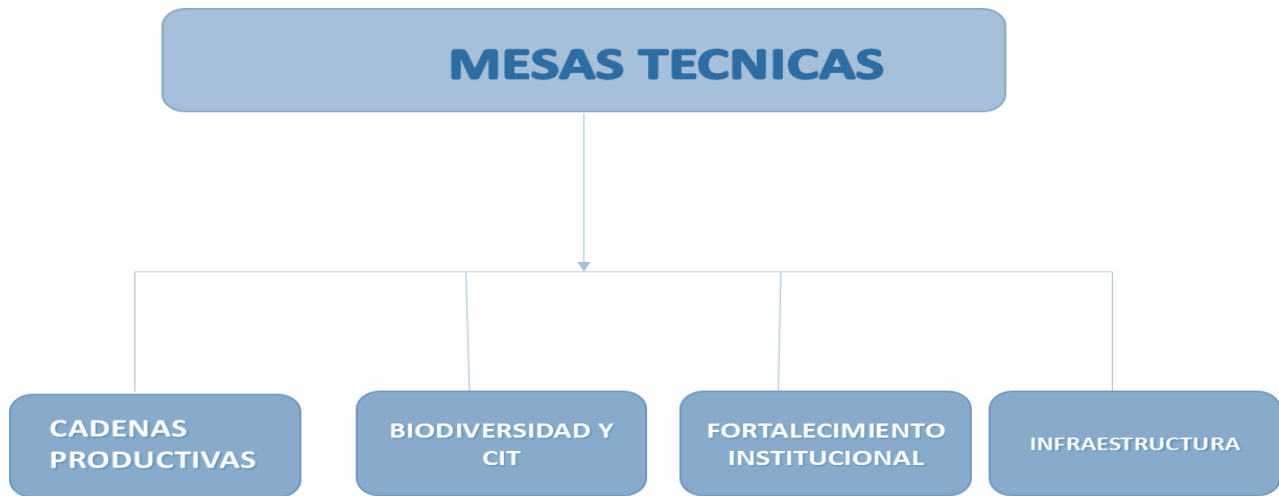 MESAS TECNICAS
CADENAS
PRODUCTIVAS
BIODIVERSIDAD Y
CIT
FORTALECIMIENTO
INSTITUCIONAL
INFRAESTRUCTURA